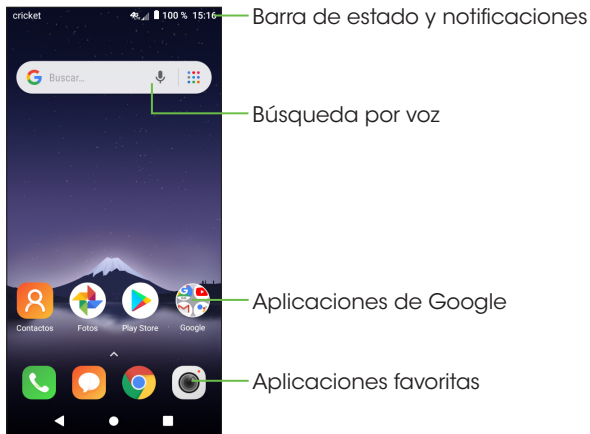 cricket 4G 100 % 15:16
Barra de estado y notificaciones
Buscar...
Búsqueda por voz
Aplicaciones de Google
Contactos Fotos Play Store Google
Aplicaciones favoritas